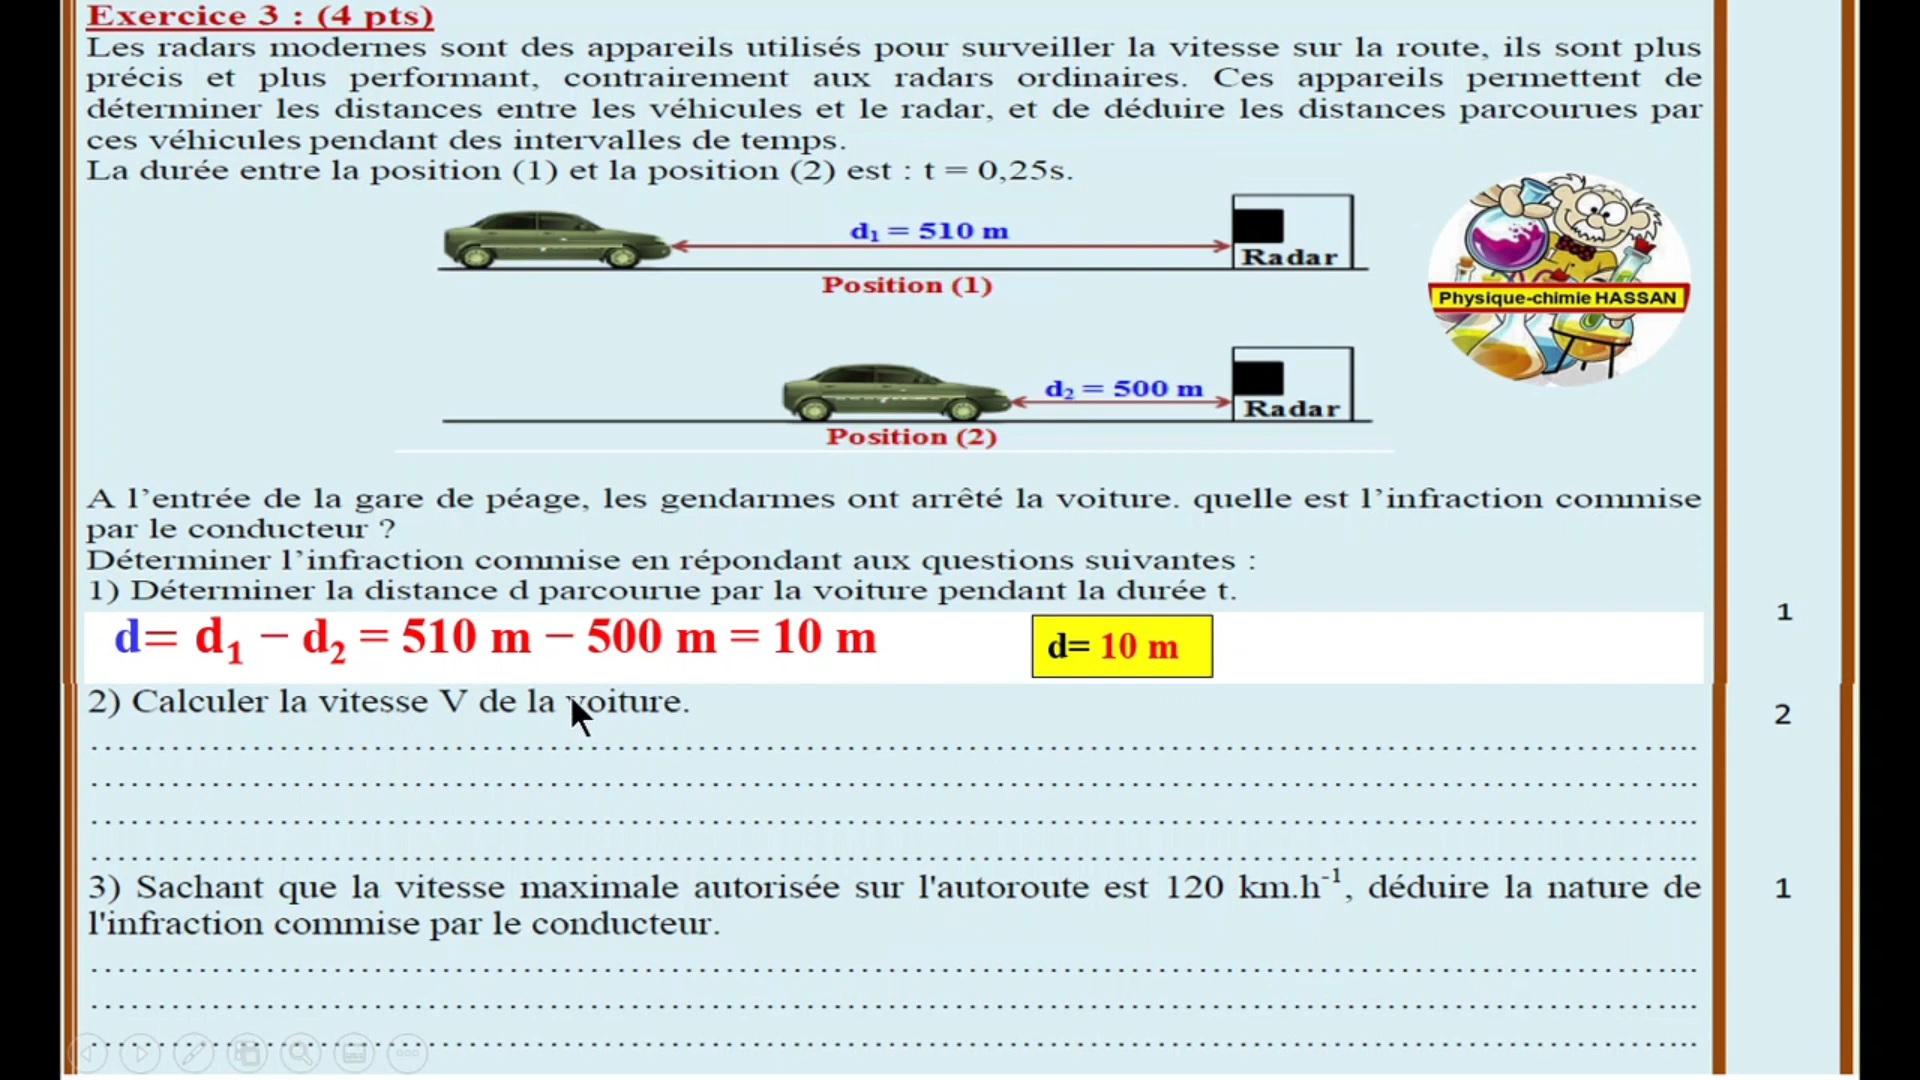 Exercice 3 : (4 pts)
Les radars modernes sont des appareils utilisés pour surveiller la vitesse sur la route, ils sont plus
précis et plus performant, contrairement aux radars ordinaires. Ces appareils permettent de
déterminer les distances entre les véhicules et le radar, et de déduire les distances parcourues par
ces véhicules pendant des intervalles de temps.
La durée entre la position (1) et la position (2) est : t = 0,25s.
d₁ = 510 m
Radar
Position (1)
Physique-chimie HASSAN
d₂ = 500 m
Radar
Position (2)
A l’entrée de la gare de péage, les gendarmes ont arrêté la voiture. quelle est l’infraction commise
par le conducteur ?
Déterminer l’infraction commise en répondant aux questions suivantes :
1) Déterminer la distance d parcourue par la voiture pendant la durée t.
1
d= d₁ − d₂ = 510 m − 500 m = 10 m
d= 10 m
2) Calculer la vitesse V de la voiture.
2
3) Sachant que la vitesse maximale autorisée sur l'autoroute est 120 km.h⁻¹, déduire la nature de
1
l'infraction commise par le conducteur.